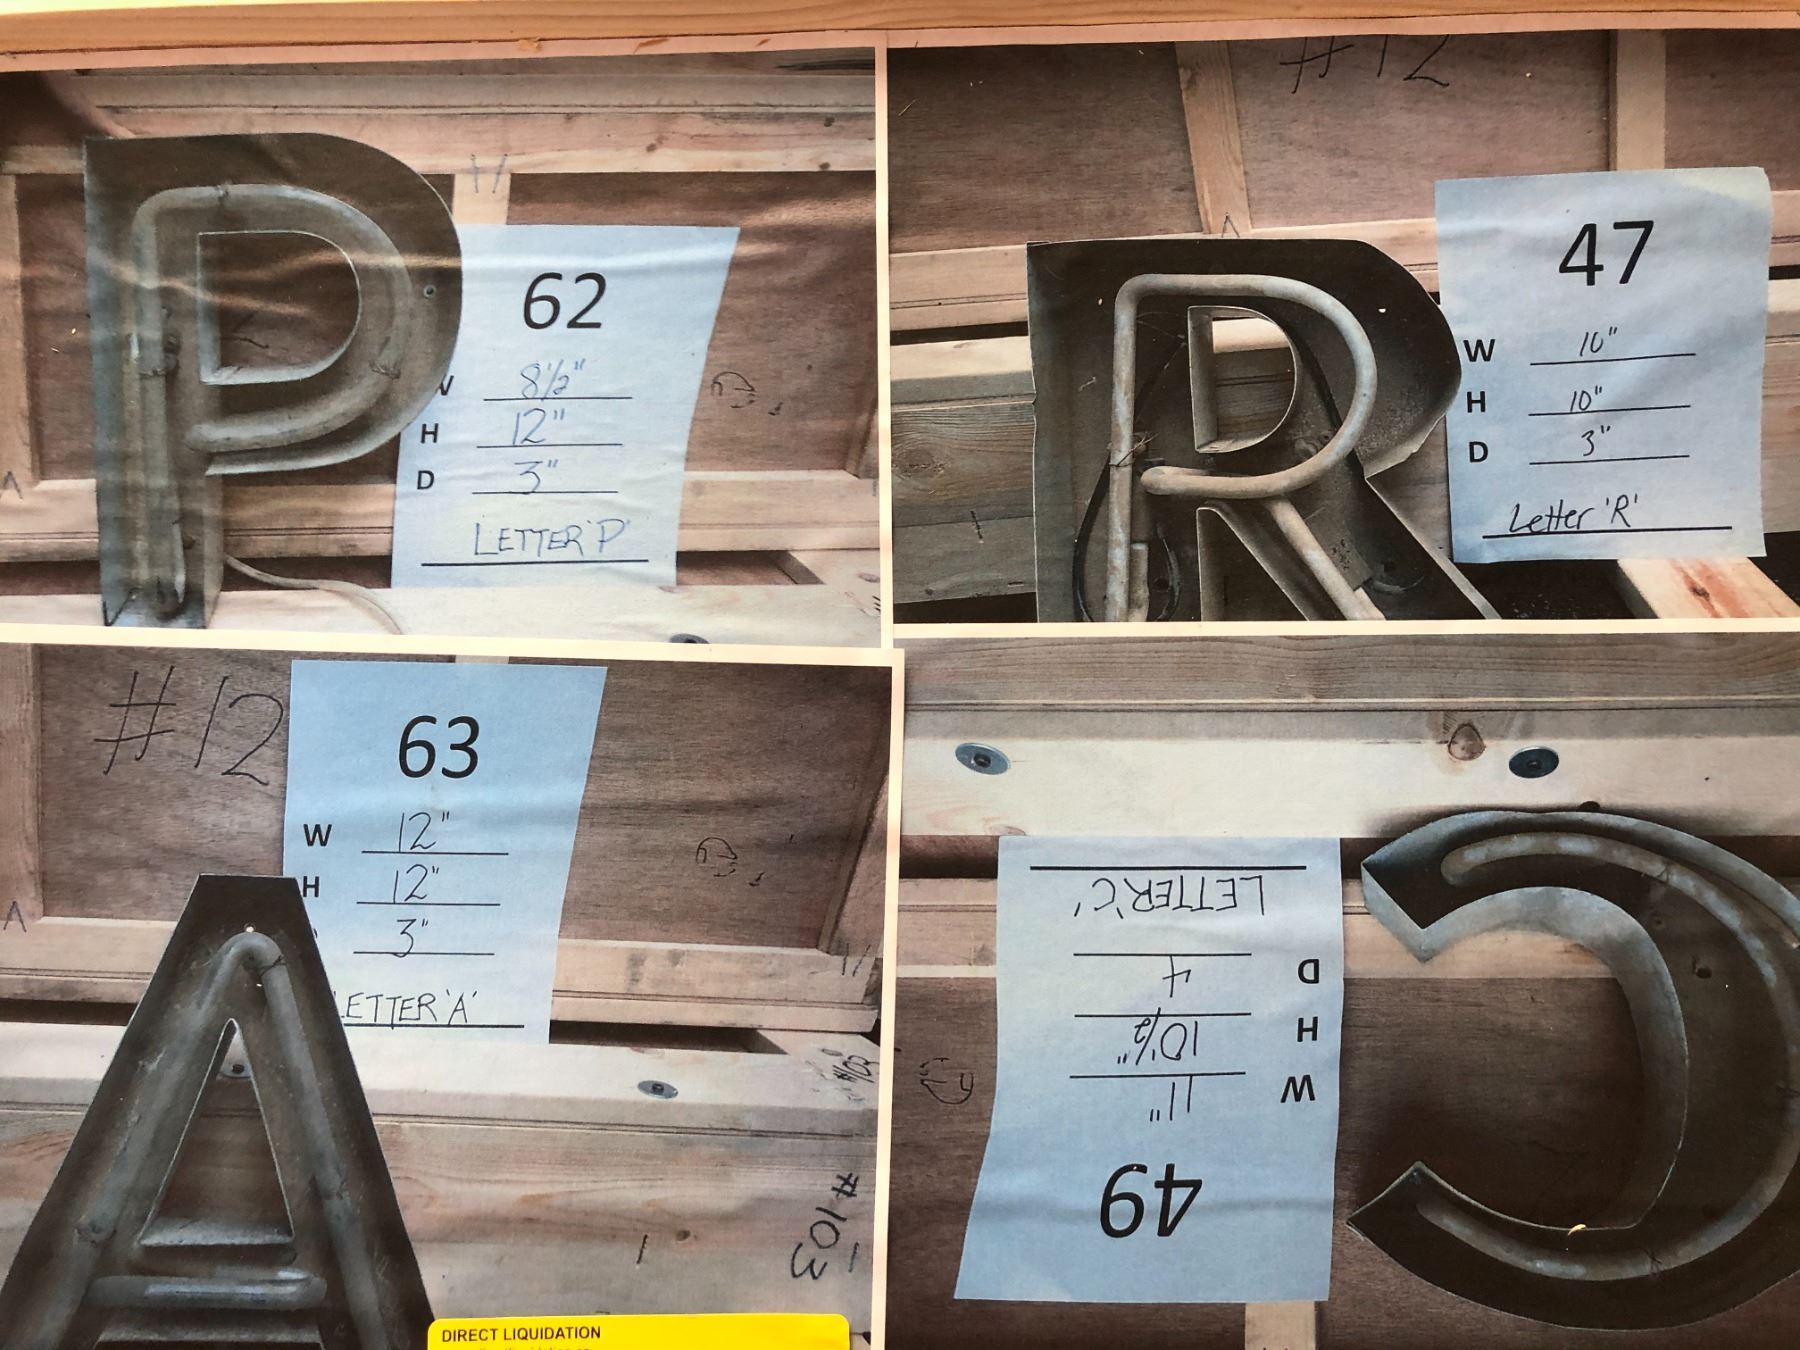 P
62
8½"
H 12"
D 3"
LETTER 'P'
#12
R
47
W 10"
H 10"
D 3"
Letter 'R'
#12
63
W 12"
H 12"
3"
LETTER 'A'
A
#103
DIRECT LIQUIDATION
C
49
W 11"
H 10½"
D 4
LETTER 'C'